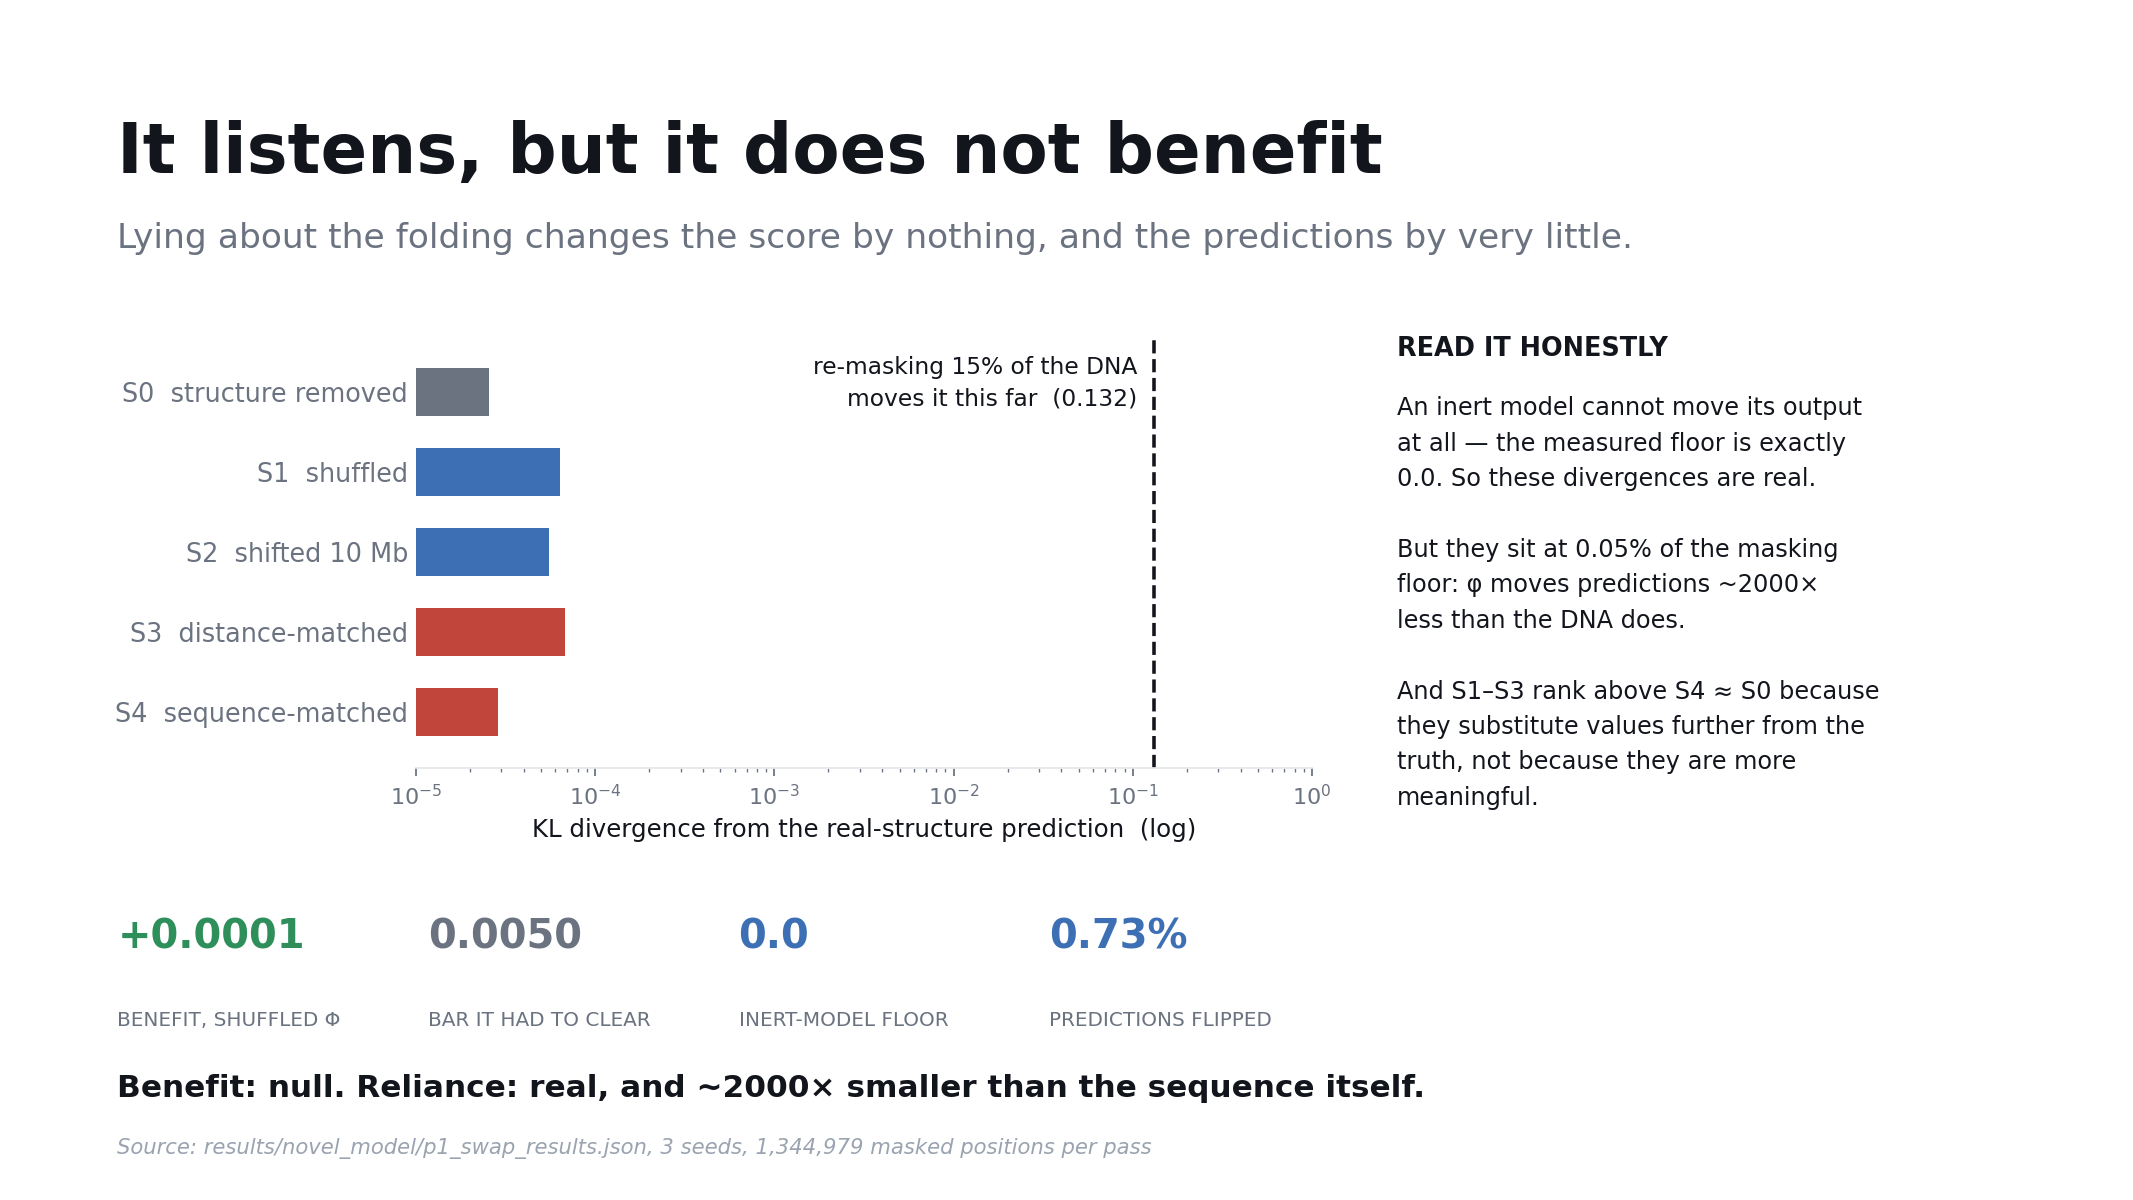 It listens, but it does not benefit
Lying about the folding changes the score by nothing, and the predictions by very little.
re-masking 15% of the DNA
moves it this far  (0.132)
S0  structure removed
S1  shuffled
S2  shifted 10 Mb
S3  distance-matched
S4  sequence-matched
10⁻⁵ 10⁻⁴ 10⁻³ 10⁻² 10⁻¹ 10⁰
KL divergence from the real-structure prediction  (log)
READ IT HONESTLY
An inert model cannot move its output
at all — the measured floor is exactly
0.0. So these divergences are real.
But they sit at 0.05% of the masking
floor: φ moves predictions ~2000×
less than the DNA does.
And S1–S3 rank above S4 ≈ S0 because
they substitute values further from the
truth, not because they are more
meaningful.
+0.0001 0.0050 0.0 0.73%
BENEFIT, SHUFFLED Φ BAR IT HAD TO CLEAR INERT-MODEL FLOOR PREDICTIONS FLIPPED
Benefit: null. Reliance: real, and ~2000× smaller than the sequence itself.
Source: results/novel_model/p1_swap_results.json, 3 seeds, 1,344,979 masked positions per pass